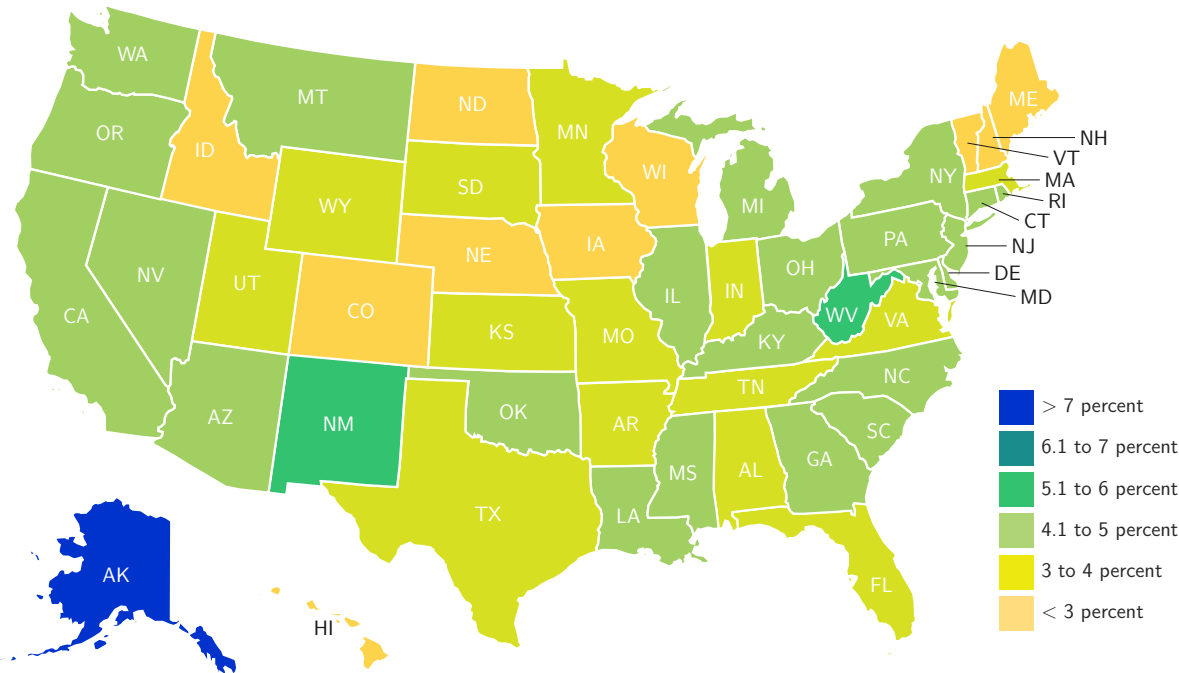 WA
MT
ND
MN
ME
OR
ID
NH
VT
WI
NY
MA
SD
RI
WY
MI
CT
PA
NJ
IA
NE
OH
DE
NV
UT
IN
IL
MD
CO
WV
CA
VA
KS
MO
KY
NC
TN
OK
> 7 percent
AZ
NM
AR
SC
6.1 to 7 percent
GA
MS
AL
5.1 to 6 percent
TX
LA
4.1 to 5 percent
AK
3 to 4 percent
FL
< 3 percent
HI